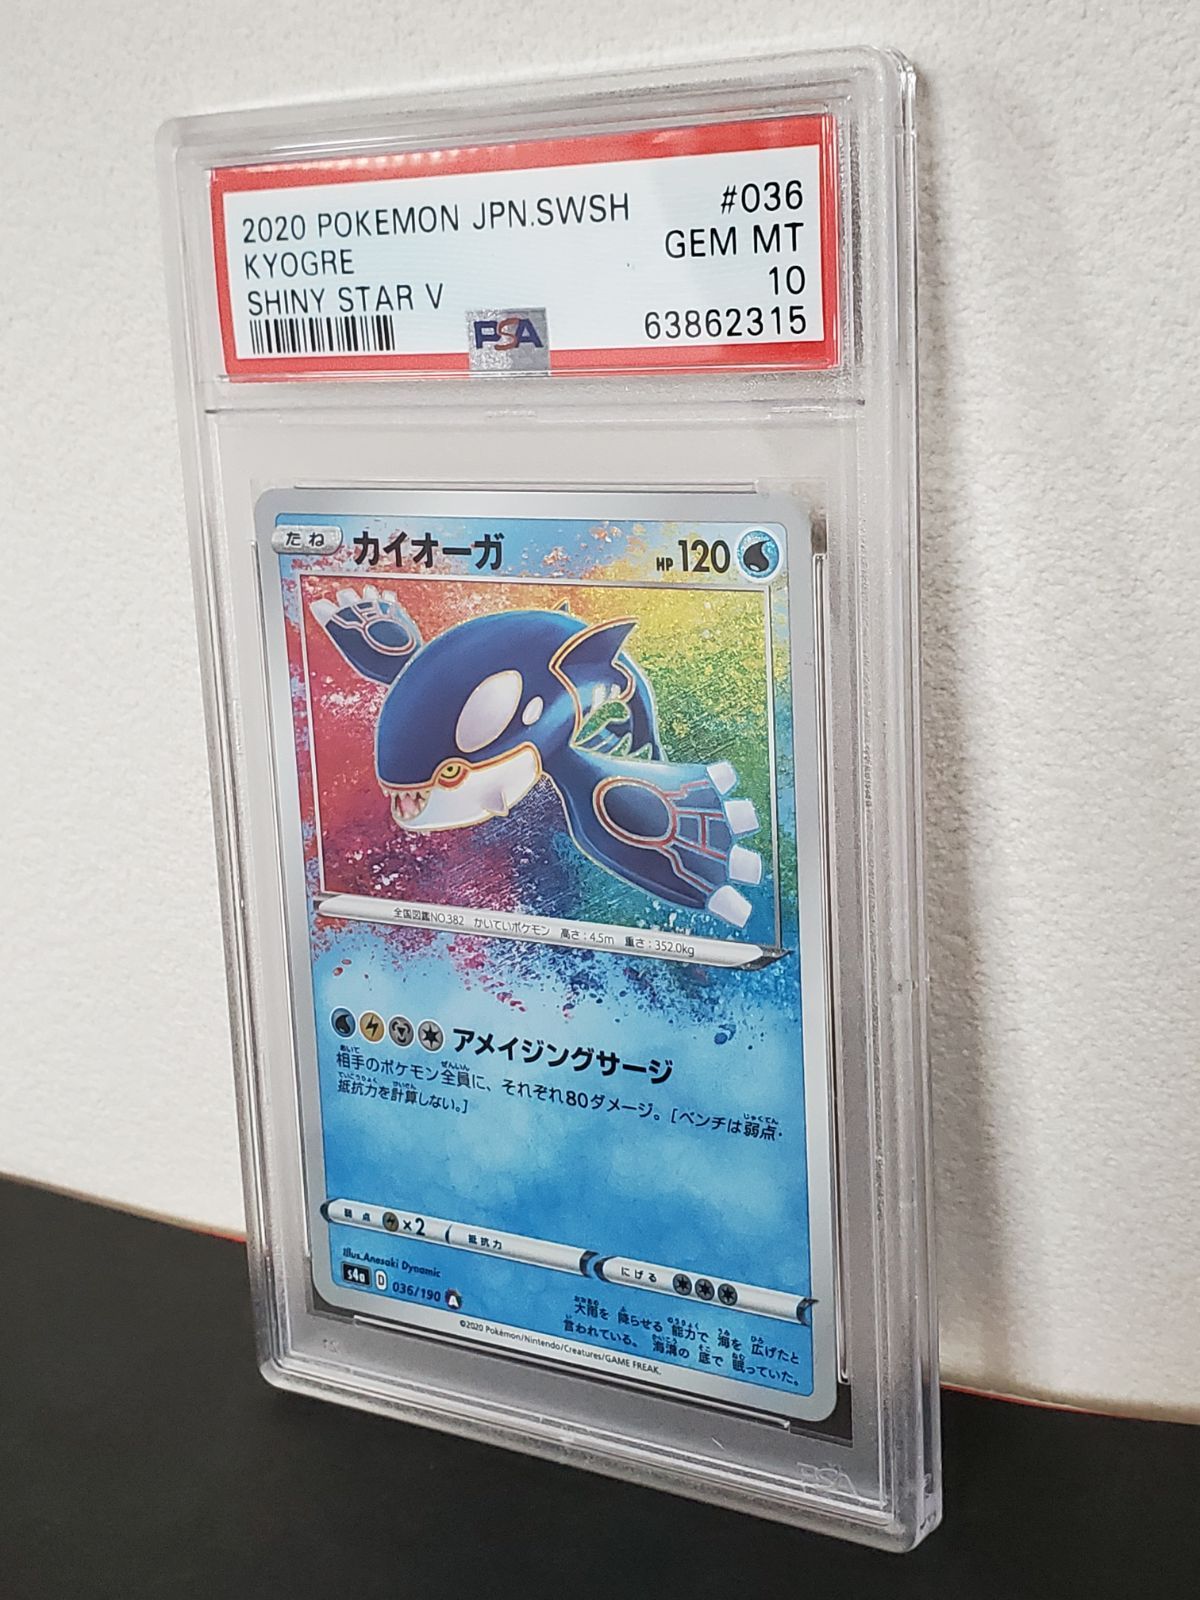 2020 POKEMON JPN.SWSH #036
KYOGRE GEM MT
SHINY STAR V 10
PSA 63862315
たね カイオーガ HP 120
全国図鑑NO.382 かいていポケモン 高さ:4.5m 重さ:352.0kg
アメイジングサージ
相手のポケモン全員に、それぞれ80ダメージ。[ベンチは弱点・
抵抗力を計算しない。]
弱点 ×2 抵抗力 にげる
Illus. Anesaki Dynamic
s4a D 036/190 A
大雨を 降らせる 能力で 海を 広げたと
言われている。 海溝の 底で 眠っていた。
©2020 Pokémon/Nintendo/Creatures/GAME FREAK.
PSA